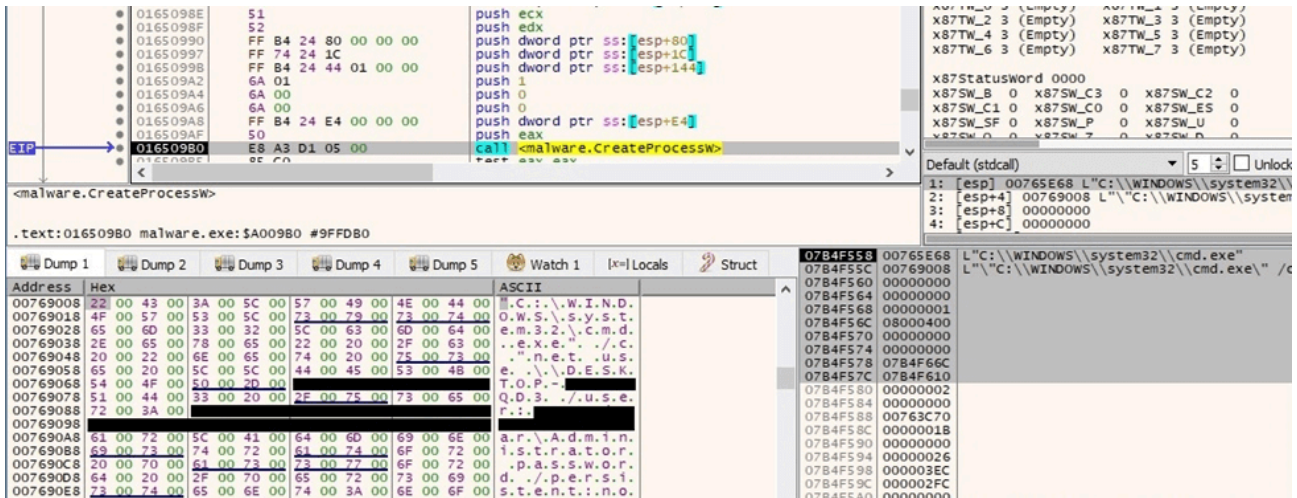 0165098E 51 push ecx
0165098F 52 push edx
01650990 FF B4 24 80 00 00 00 push dword ptr ss:[esp+80]
01650997 FF 74 24 1C push dword ptr ss:[esp+1C]
0165099B FF B4 24 44 01 00 00 push dword ptr ss:[esp+144]
016509A2 6A 01 push 1
016509A4 6A 00 push 0
016509A6 6A 00 push 0
016509A8 FF B4 24 E4 00 00 00 push dword ptr ss:[esp+E4]
016509AF 50 push eax
EIP 016509B0 E8 A3 D1 05 00 call <malware.CreateProcessW>
x87TW_2 3 (Empty) x87TW_3 3 (Empty)
x87TW_4 3 (Empty) x87TW_5 3 (Empty)
x87TW_6 3 (Empty) x87TW_7 3 (Empty)
x87StatusWord 0000
x87SW_B 0 x87SW_C3 0 x87SW_C2 0
x87SW_C1 0 x87SW_C0 0 x87SW_ES 0
x87SW_SF 0 x87SW_P 0 x87SW_U 0
Default (stdcall) 5 Unlock
1: [esp] 00765E68 L"C:\\WINDOWS\\system32\\
2: [esp+4] 00769008 L"\"C:\\WINDOWS\\system
3: [esp+8] 00000000
4: [esp+C] 00000000
<malware.CreateProcessW>
.text:016509B0 malware.exe:$A009B0 #9FFDB0
Dump 1 Dump 2 Dump 3 Dump 4 Dump 5 Watch 1 [x=] Locals Struct
Address Hex ASCII
00769008 22 00 43 00 3A 00 5C 00 57 00 49 00 4E 00 44 00 ".C.:.\.W.I.N.D.
00769018 4F 00 57 00 53 00 5C 00 73 00 79 00 73 00 74 00 O.W.S.\.s.y.s.t.
00769028 65 00 6D 00 33 00 32 00 5C 00 63 00 6D 00 64 00 e.m.3.2.\.c.m.d.
00769038 2E 00 65 00 78 00 65 00 22 00 20 00 2F 00 63 00 ..e.x.e.". ./.c.
00769048 20 00 22 00 6E 00 65 00 74 00 20 00 75 00 73 00 .".n.e.t. .u.s.
00769058 65 00 20 00 5C 00 5C 00 44 00 45 00 53 00 4B 00 e. .\.\.D.E.S.K.
00769068 54 00 4F 00 50 00 2D 00 T.O.P.-.
00769078 51 00 44 00 33 00 20 00 2F 00 75 00 73 00 65 00 Q.D.3. ./.u.s.e.
00769088 72 00 3A 00 r.:.
00769098
007690A8 61 00 72 00 5C 00 41 00 64 00 6D 00 69 00 6E 00 a.r.\.A.d.m.i.n.
007690B8 69 00 73 00 74 00 72 00 61 00 74 00 6F 00 72 00 i.s.t.r.a.t.o.r.
007690C8 20 00 70 00 61 00 73 00 73 00 77 00 6F 00 72 00 .p.a.s.s.w.o.r.
007690D8 64 00 20 00 2F 00 70 00 65 00 72 00 73 00 69 00 d. ./.p.e.r.s.i.
007690E8 73 00 74 00 65 00 6E 00 74 00 3A 00 6E 00 6F 00 s.t.e.n.t.:.n.o.
07B4F558 00765E68 L"C:\\WINDOWS\\system32\\cmd.exe"
07B4F55C 00769008 L"\"C:\\WINDOWS\\system32\\cmd.exe\" /c
07B4F560 00000000
07B4F564 00000000
07B4F568 00000001
07B4F56C 08000400
07B4F570 00000000
07B4F574 00000000
07B4F578 07B4F66C
07B4F57C 07B4F610
07B4F580 00000002
07B4F584 00000000
07B4F588 00763C70
07B4F58C 0000001B
07B4F590 00000000
07B4F594 00000026
07B4F598 000003EC
07B4F59C 000002FC